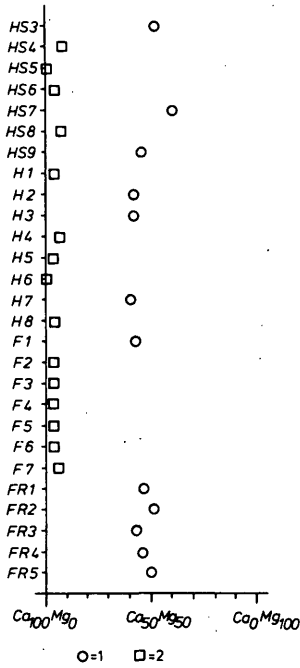 HS3
HS4
HS5
HS6
HS7
HS8
HS9
H1
H2
H3
H4
H5
H6
H7
H8
F1
F2
F3
F4
F5
F6
F7
FR1
FR2
FR3
FR4
FR5
Ca100Mg0 Ca50Mg50 Ca0Mg100
O=1 □=2